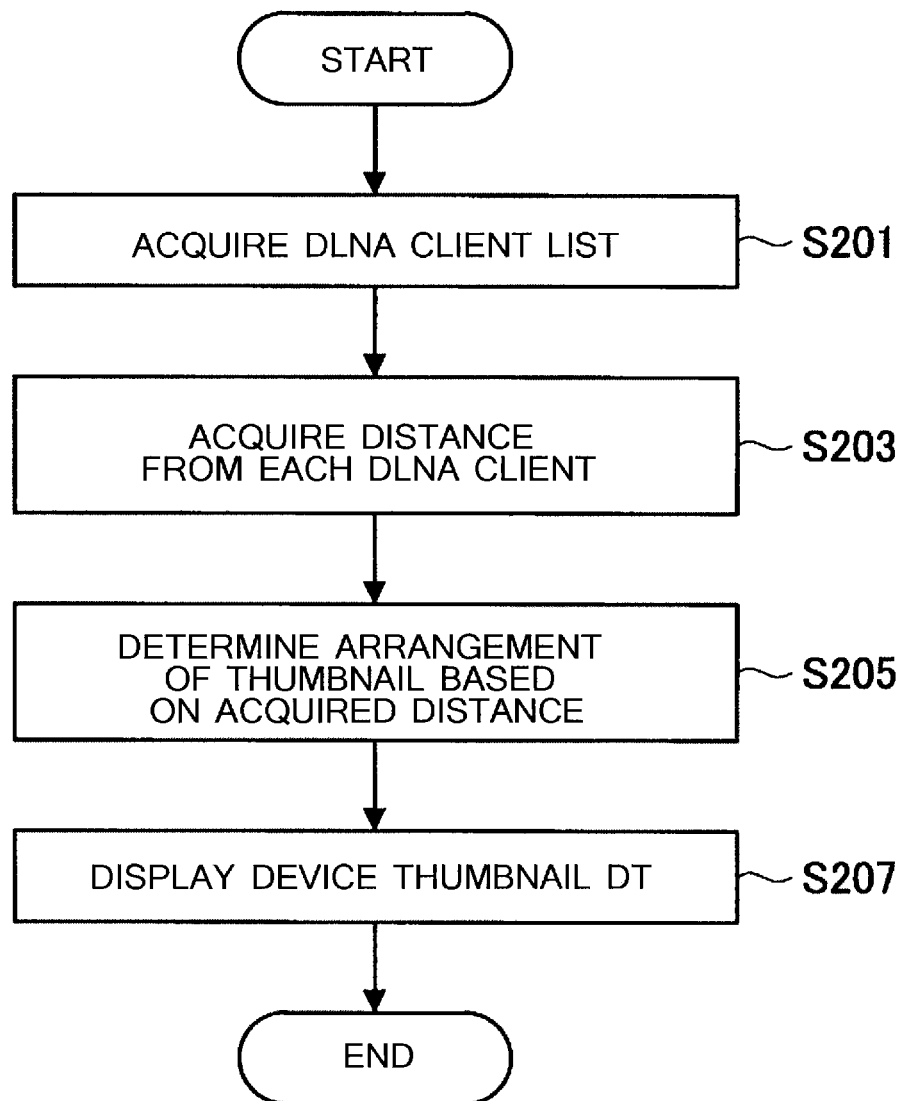 START
ACQUIRE DLNA CLIENT LIST
S201
ACQUIRE DISTANCE
FROM EACH DLNA CLIENT
S203
DETERMINE ARRANGEMENT
OF THUMBNAIL BASED
ON ACQUIRED DISTANCE
S205
DISPLAY DEVICE THUMBNAIL DT
S207
END